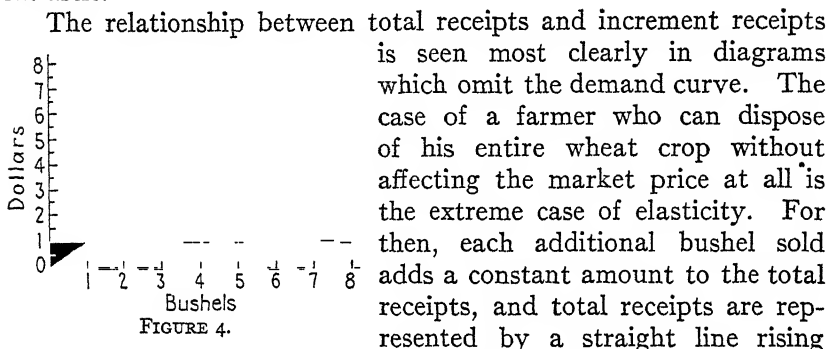 The relationship between total receipts and increment receipts
is seen most clearly in diagrams
which omit the demand curve. The
case of a farmer who can dispose
of his entire wheat crop without
affecting the market price at all is
the extreme case of elasticity. For
then, each additional bushel sold
adds a constant amount to the total
receipts, and total receipts are rep-
resented by a straight line rising
Dollars
8
7
6
5
4
3
2
1
0
1 2 3 4 5 6 7 8
Bushels
FIGURE 4.